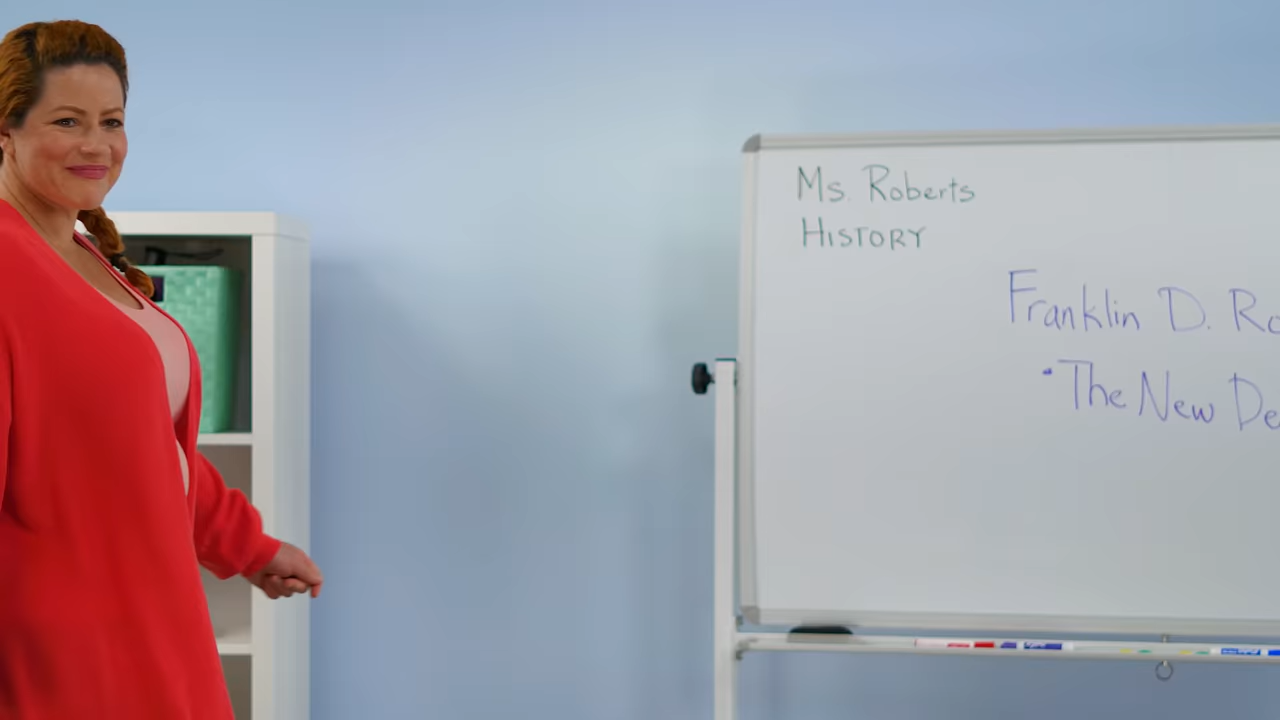 Ms. Roberts
History
Franklin D. Ro
• The New De